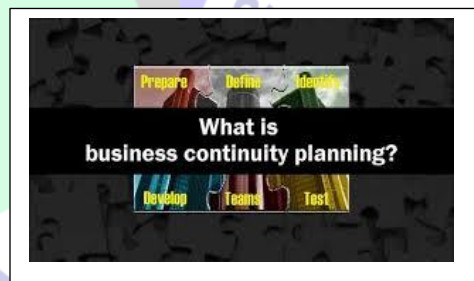 Prepare Define Identify
What is
business continuity planning?
Develop Teams Test